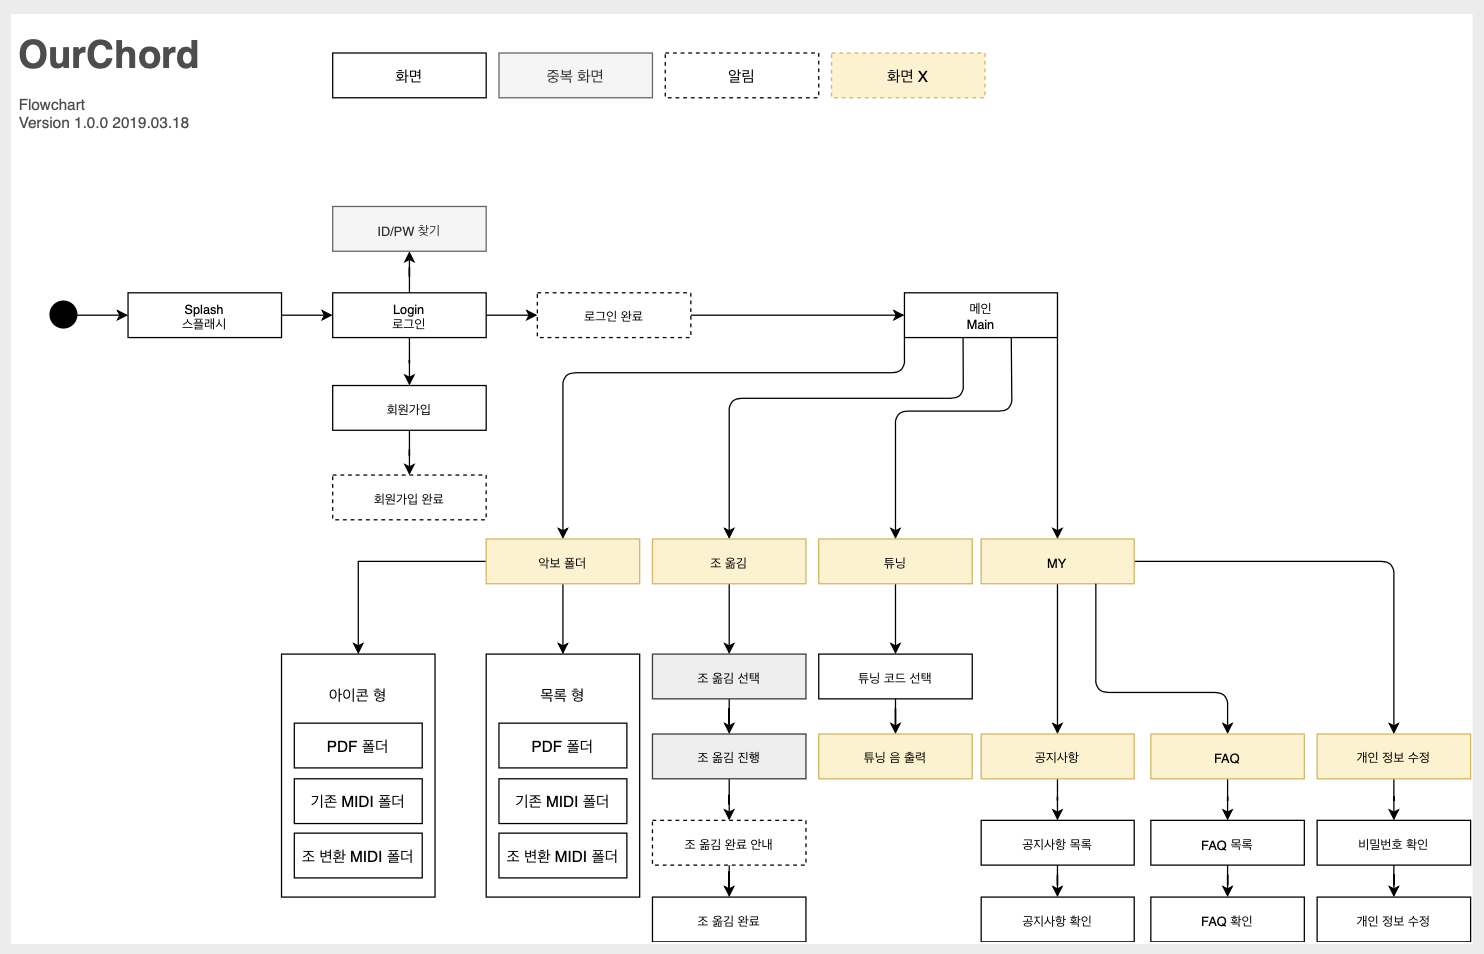 OurChord
Flowchart
Version 1.0.0 2019.03.18
화면
중복 화면
알림
화면 X
ID/PW 찾기
Splash
스플래시
Login
로그인
로그인 완료
메인
Main
회원가입
회원가입 완료
악보 폴더
조 옮김
튜닝
MY
아이콘 형
PDF 폴더
기존 MIDI 폴더
조 변환 MIDI 폴더
목록 형
PDF 폴더
기존 MIDI 폴더
조 변환 MIDI 폴더
조 옮김 선택
튜닝 코드 선택
조 옮김 진행
튜닝 음 출력
공지사항
FAQ
개인 정보 수정
조 옮김 완료 안내
공지사항 목록
FAQ 목록
비밀번호 확인
조 옮김 완료
공지사항 확인
FAQ 확인
개인 정보 수정